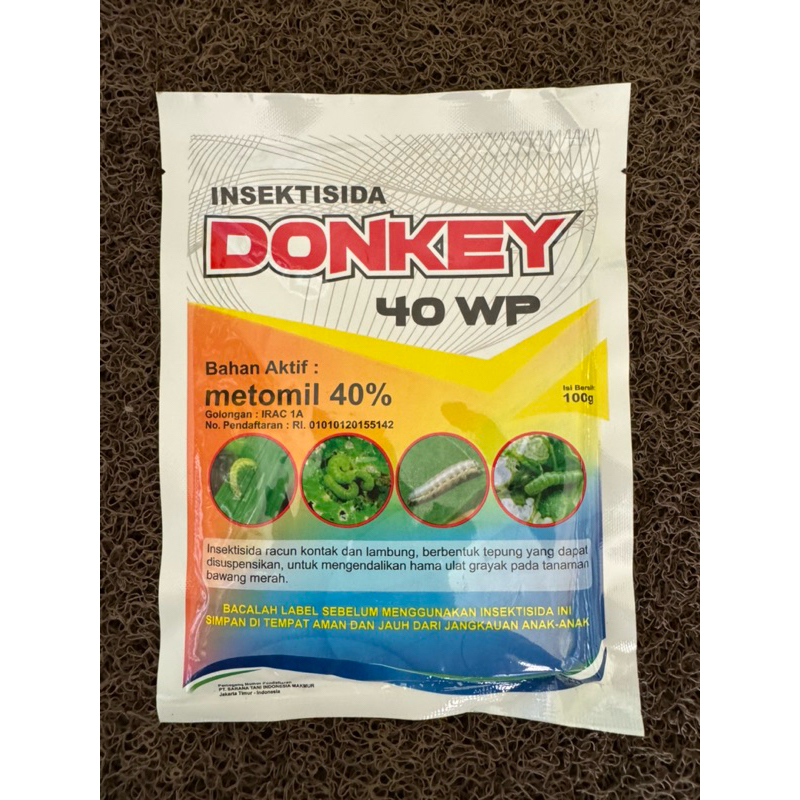 INSEKTISIDA
DONKEY
40 WP
Bahan Aktif :
metomil 40%
Golongan : IRAC 1A
No. Pendaftaran : RI. 01010120155142
Isi Bersih
100g
Insektisida racun kontak dan lambung, berbentuk tepung yang dapat
disuspensikan, untuk mengendalikan hama ulat grayak pada tanaman
bawang merah.
BACALAH LABEL SEBELUM MENGGUNAKAN INSEKTISIDA INI
SIMPAN DI TEMPAT AMAN DAN JAUH DARI JANGKAUAN ANAK-ANAK
Pemegang Nomor Pendaftaran
PT. SARANA TANI INDONESIA MAKMUR
Jakarta Timur - Indonesia